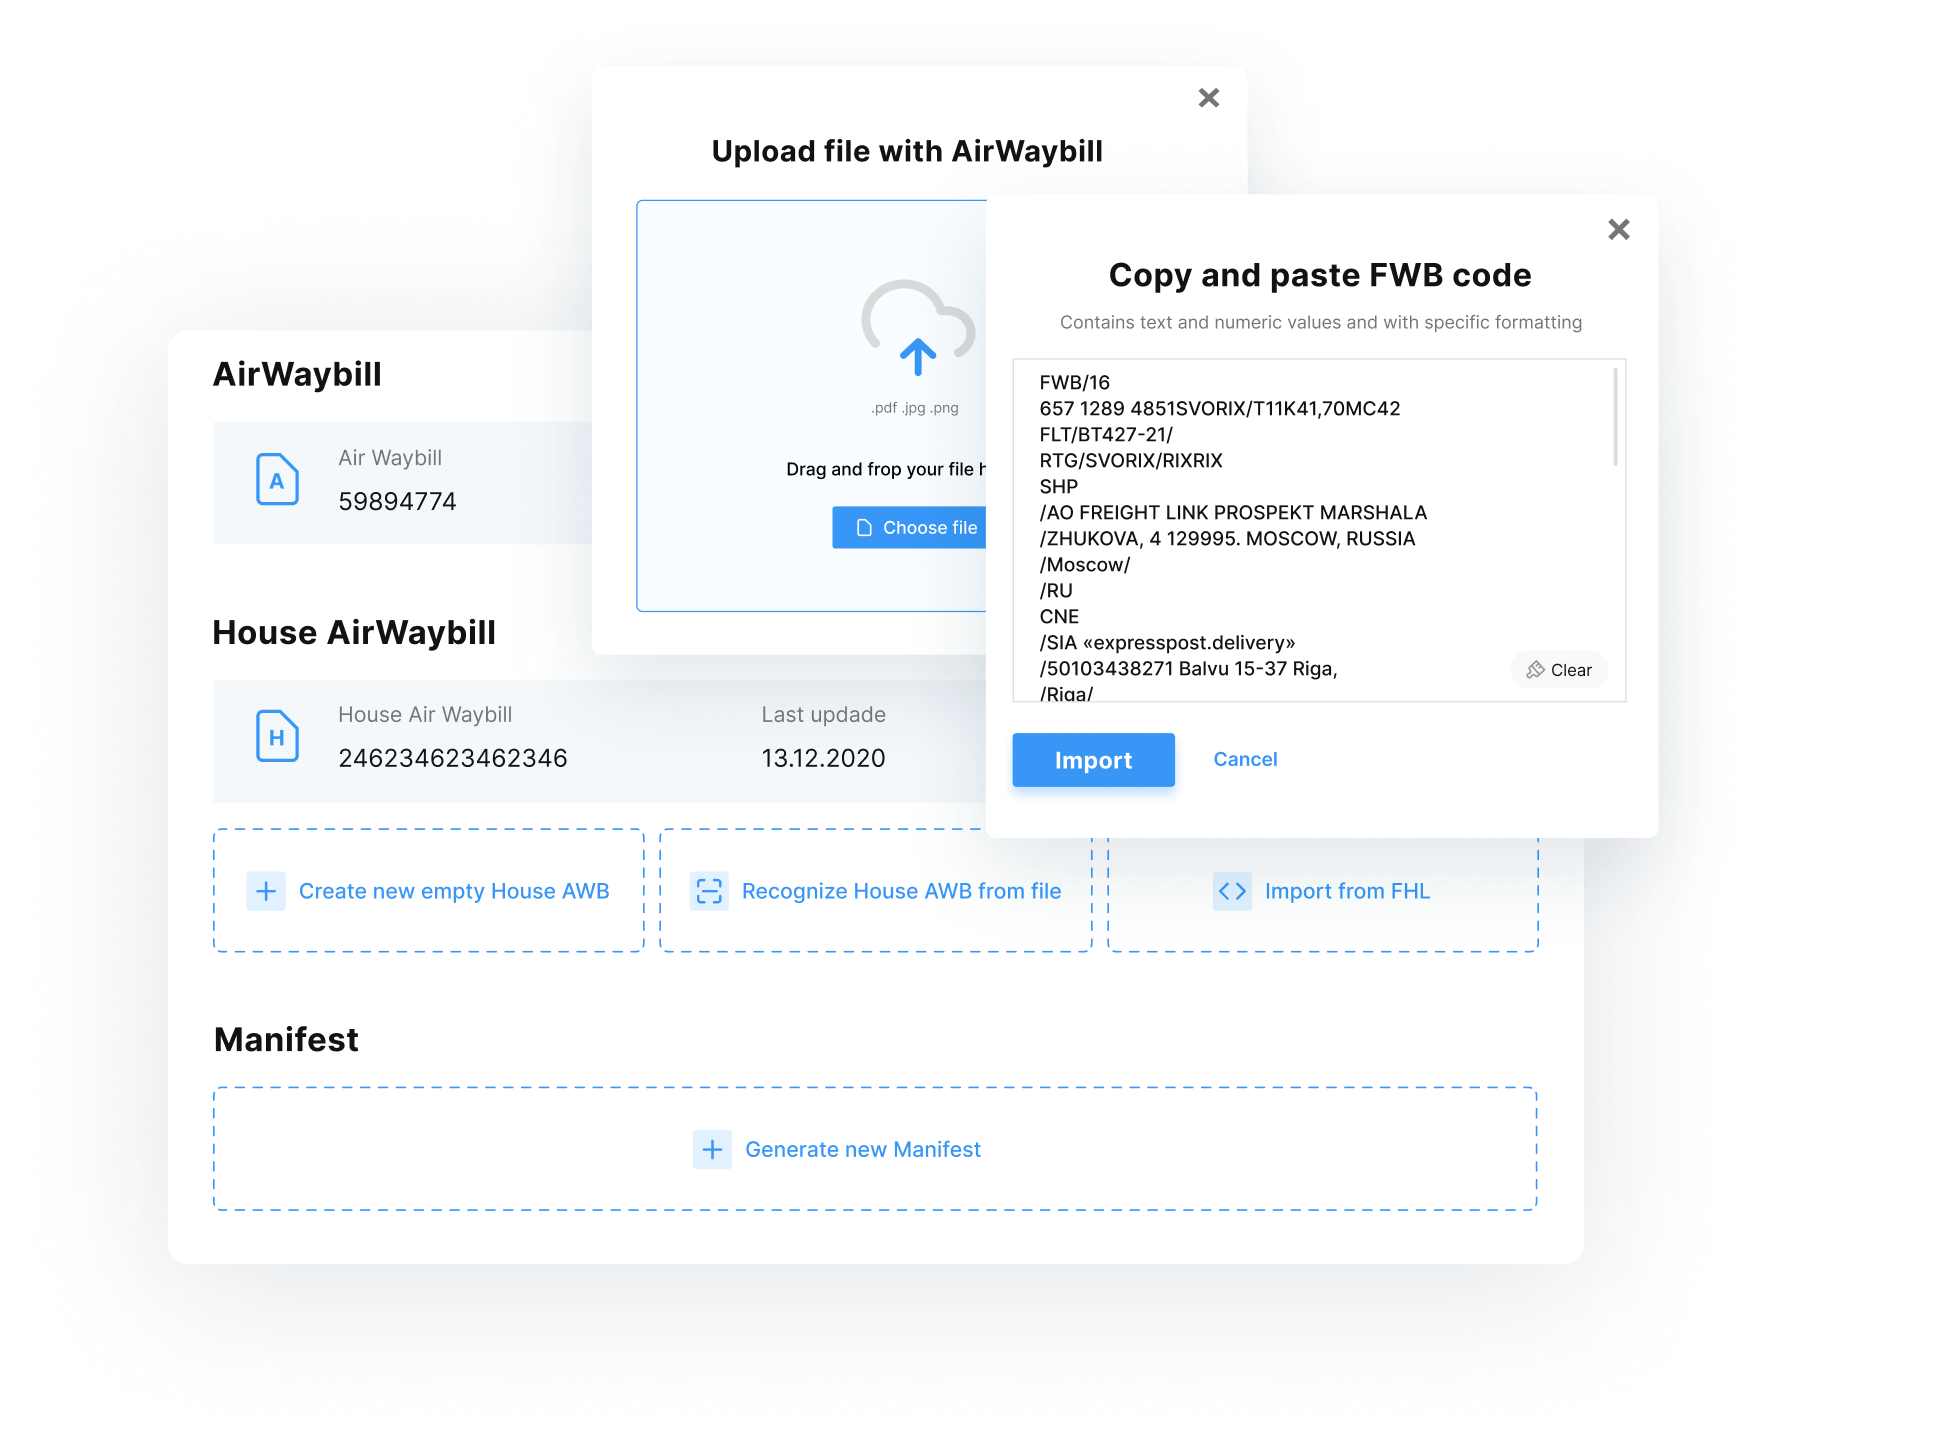 Upload file with AirWaybill
.pdf .jpg .png
Drag and frop your file
Choose file
Copy and paste FWB code
Contains text and numeric values and with specific formatting
FWB/16
657 1289 4851SVORIX/T11K41,70MC42
FLT/BT427-21/
RTG/SVORIX/RIXRIX
SHP
/AO FREIGHT LINK PROSPEKT MARSHALA
/ZHUKOVA, 4 129995. MOSCOW, RUSSIA
/Moscow/
/RU
CNE
/SIA «expresspost.delivery»
/50103438271 Balvu 15-37 Riga,
/Riga/
Clear
Import
Cancel
AirWaybill
A
Air Waybill
59894774
House AirWaybill
H
House Air Waybill
246234623462346
Last updade
13.12.2020
Create new empty House AWB
Recognize House AWB from file
Import from FHL
Manifest
Generate new Manifest